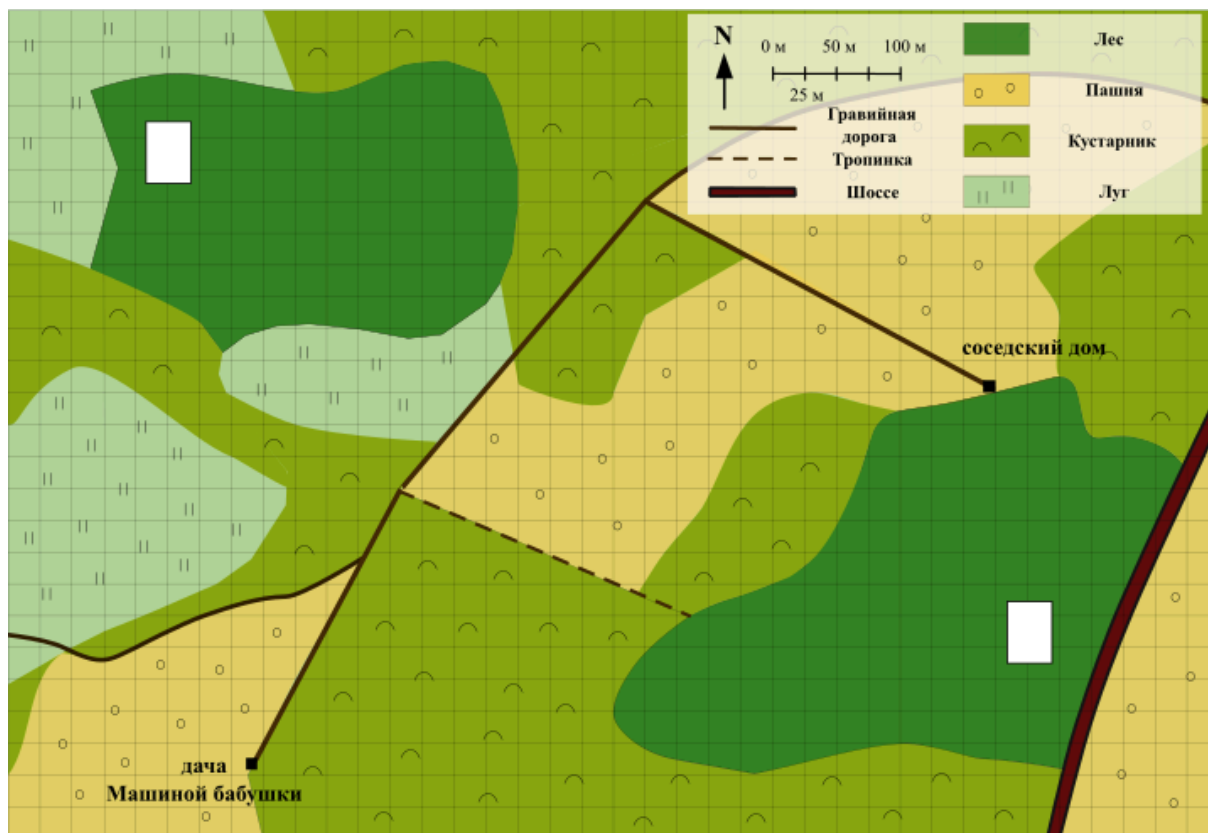 N
0 м 50 м 100 м
25 м
Гравийная
дорога
Тропинка
Шоссе
Лес
Пашня
Кустарник
Луг
соседский дом
дача
Машиной бабушки